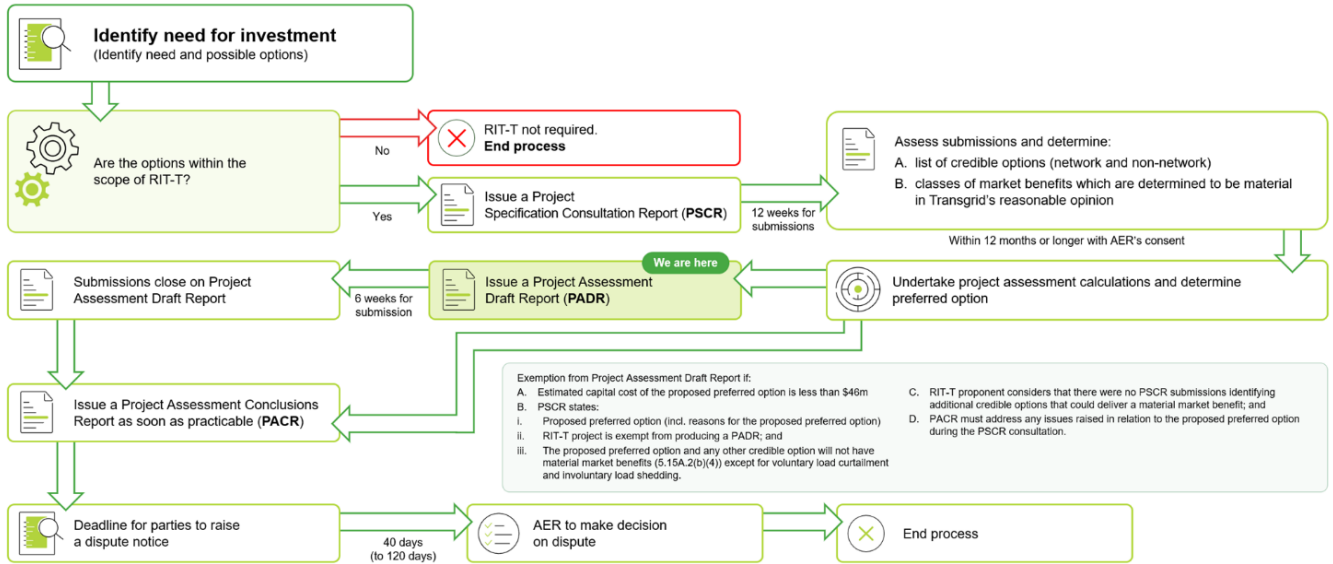 Identify need for investment
(Identify need and possible options)
Are the options within the
scope of RIT-T?
No
RIT-T not required.
End process
Yes
Issue a Project
Specification Consultation Report (PSCR)
12 weeks for
submissions
Assess submissions and determine:
A. list of credible options (network and non-network)
B. classes of market benefits which are determined to be material
in Transgrid's reasonable opinion
Within 12 months or longer with AER's consent
Undertake project assessment calculations and determine
preferred option
We are here
Issue a Project Assessment
Draft Report (PADR)
6 weeks for
submission
Submissions close on Project
Assessment Draft Report
Issue a Project Assessment Conclusions
Report as soon as practicable (PACR)
Exemption from Project Assessment Draft Report if:
A. Estimated capital cost of the proposed preferred option is less than $46m
B. PSCR states:
i. Proposed preferred option (incl. reasons for the proposed preferred option)
ii. RIT-T project is exempt from producing a PADR; and
iii. The proposed preferred option and any other credible option will not have
material market benefits (5.15A.2(b)(4)) except for voluntary load curtailment
and involuntary load shedding.
C. RIT-T proponent considers that there were no PSCR submissions identifying
additional credible options that could deliver a material market benefit; and
D. PACR must address any issues raised in relation to the proposed preferred option
during the PSCR consultation.
Deadline for parties to raise
a dispute notice
40 days
(to 120 days)
AER to make decision
on dispute
End process